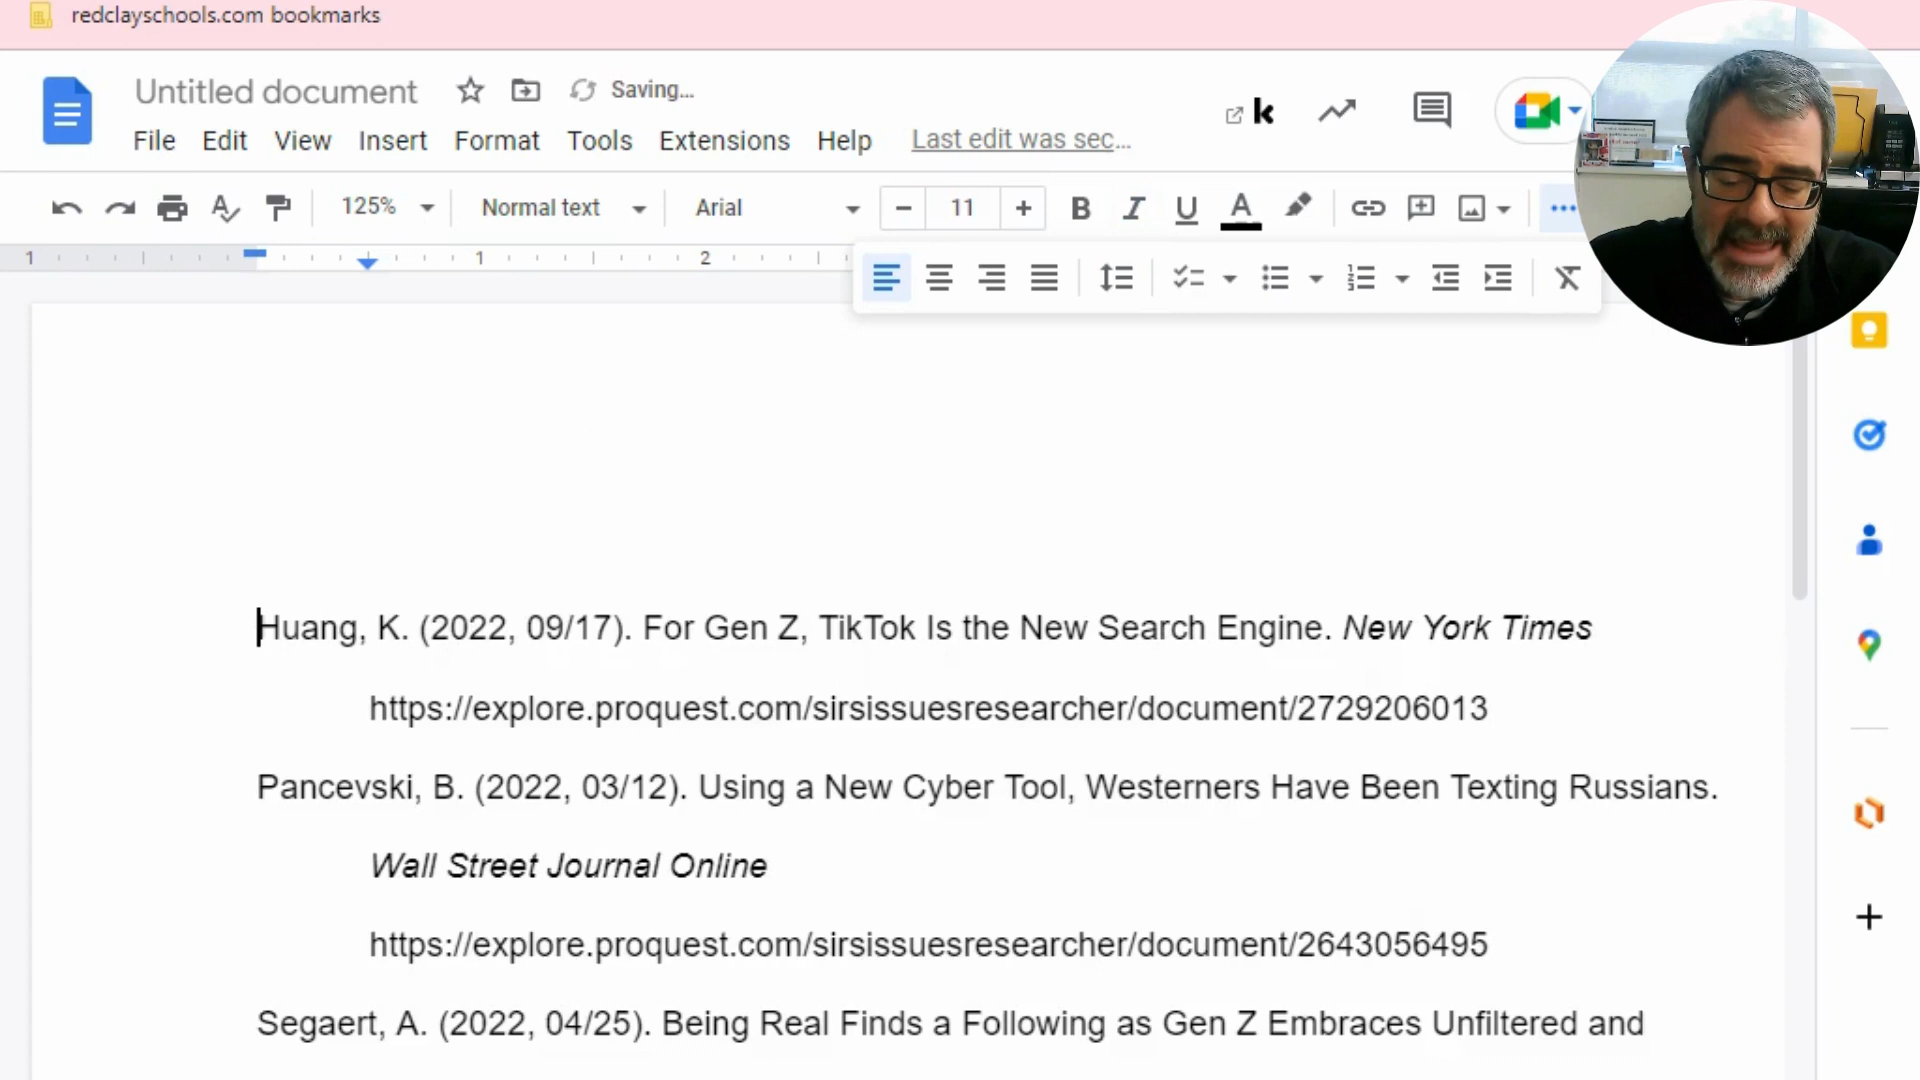 redclayschools.com bookmarks
Untitled document Saving...
k
File Edit View Insert Format Tools Extensions Help Last edit was sec...
125% Normal text Arial − 11 + B I U A
1 1 2
Huang, K. (2022, 09/17). For Gen Z, TikTok Is the New Search Engine. New York Times
https://explore.proquest.com/sirsissuesresearcher/document/2729206013
Pancevski, B. (2022, 03/12). Using a New Cyber Tool, Westerners Have Been Texting Russians.
Wall Street Journal Online
https://explore.proquest.com/sirsissuesresearcher/document/2643056495
Segaert, A. (2022, 04/25). Being Real Finds a Following as Gen Z Embraces Unfiltered and